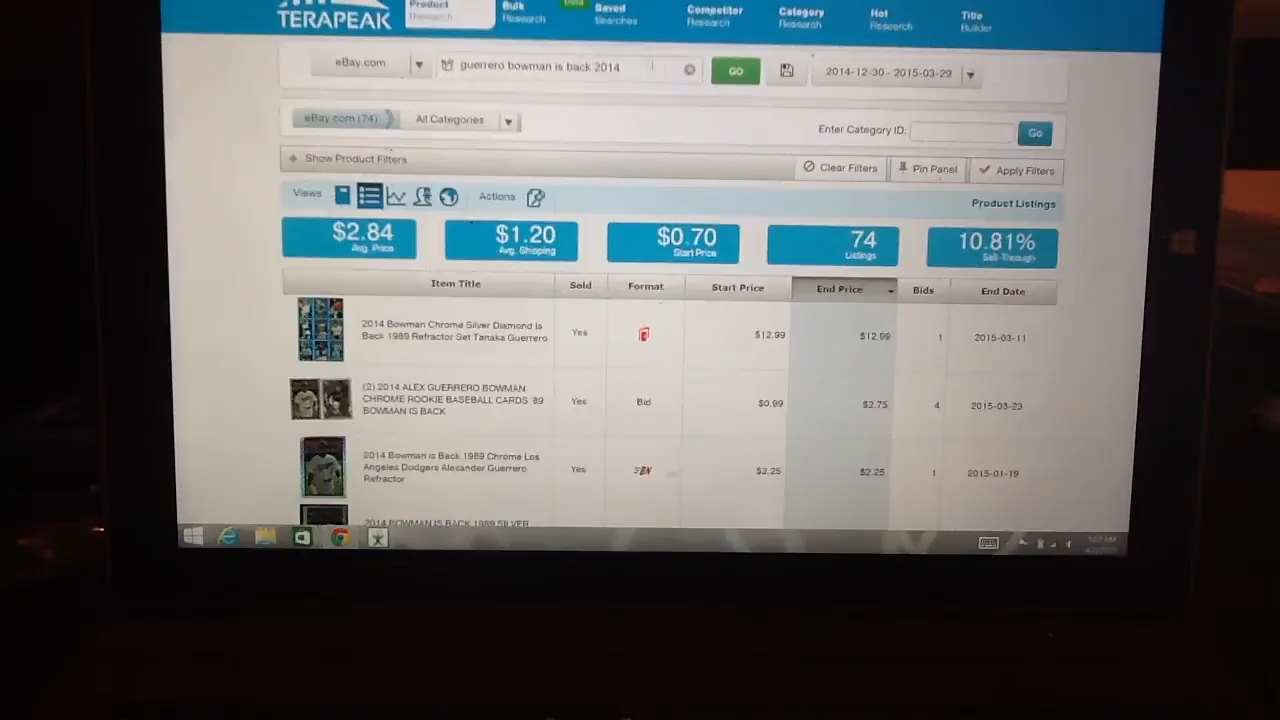 TERAPEAK
Product
Research
Bulk
Research
Saved
Searches
Competitor
Research
Category
Research
Hot
Research
Title
Builder
eBay.com
guerrero bowman is back 2014
GO
2014-12-30 - 2015-03-29
eBay.com (74)
All Categories
Enter Category ID:
Go
Show Product Filters
Clear Filters
Pin Panel
Apply Filters
Views
Actions
Product Listings
$2.84
Avg. Price
$1.20
Avg. Shipping
$0.70
Start Price
74
Listings
10.81%
Sell-Through
Item Title
Sold
Format
Start Price
End Price
Bids
End Date
2014 Bowman Chrome Silver Diamond Is
Back 1989 Refractor Set Tanaka Guerrero
Yes
$12.99
$12.99
1
2015-03-11
(2) 2014 ALEX GUERRERO BOWMAN
CHROME ROOKIE BASEBALL CARDS '89
BOWMAN IS BACK
Yes
Bid
$0.99
$2.75
4
2015-03-23
2014 Bowman is Back 1989 Chrome Los
Angeles Dodgers Alexander Guerrero
Refractor
Yes
$2.25
$2.25
1
2015-01-19
2014 BOWMAN IS BACK 1989 SILVER